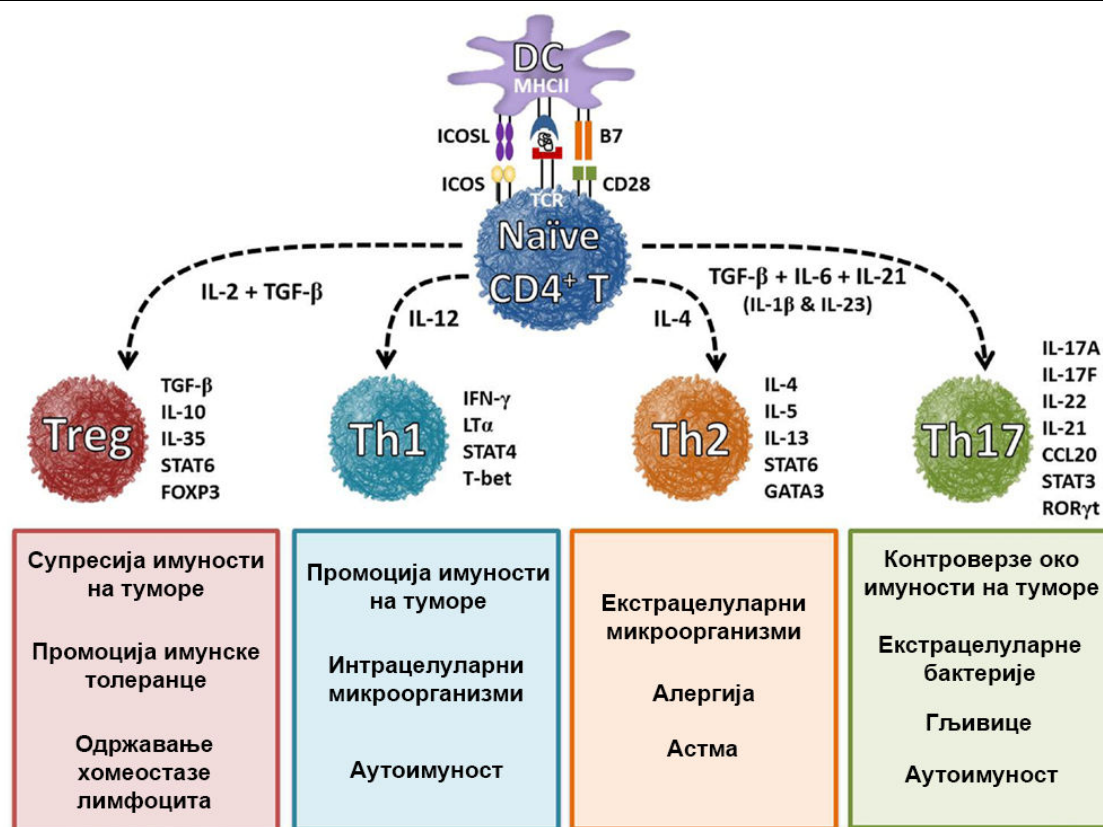 DC
MHCII
ICOSL
B7
ICOS
CD28
TCR
Naïve
CD4⁺ T
IL-2 + TGF-β
IL-12
IL-4
TGF-β + IL-6 + IL-21
(IL-1β & IL-23)
Treg
TGF-β
IL-10
IL-35
STAT6
FOXP3
Th1
IFN-γ
LTα
STAT4
T-bet
Th2
IL-4
IL-5
IL-13
STAT6
GATA3
Th17
IL-17A
IL-17F
IL-22
IL-21
CCL20
STAT3
RORγt
Супресија имуности
на туморе
Промоција имунске
толеранце
Одржавање
хомеостазе
лимфоцита
Промоција имуности
на туморе
Интрацелуларни
микроорганизми
Аутоимуност
Екстрацелуларни
микроорганизми
Алергија
Астма
Контроверзе око
имуности на туморе
Екстрацелуларне
бактерије
Гљивице
Аутоимуност